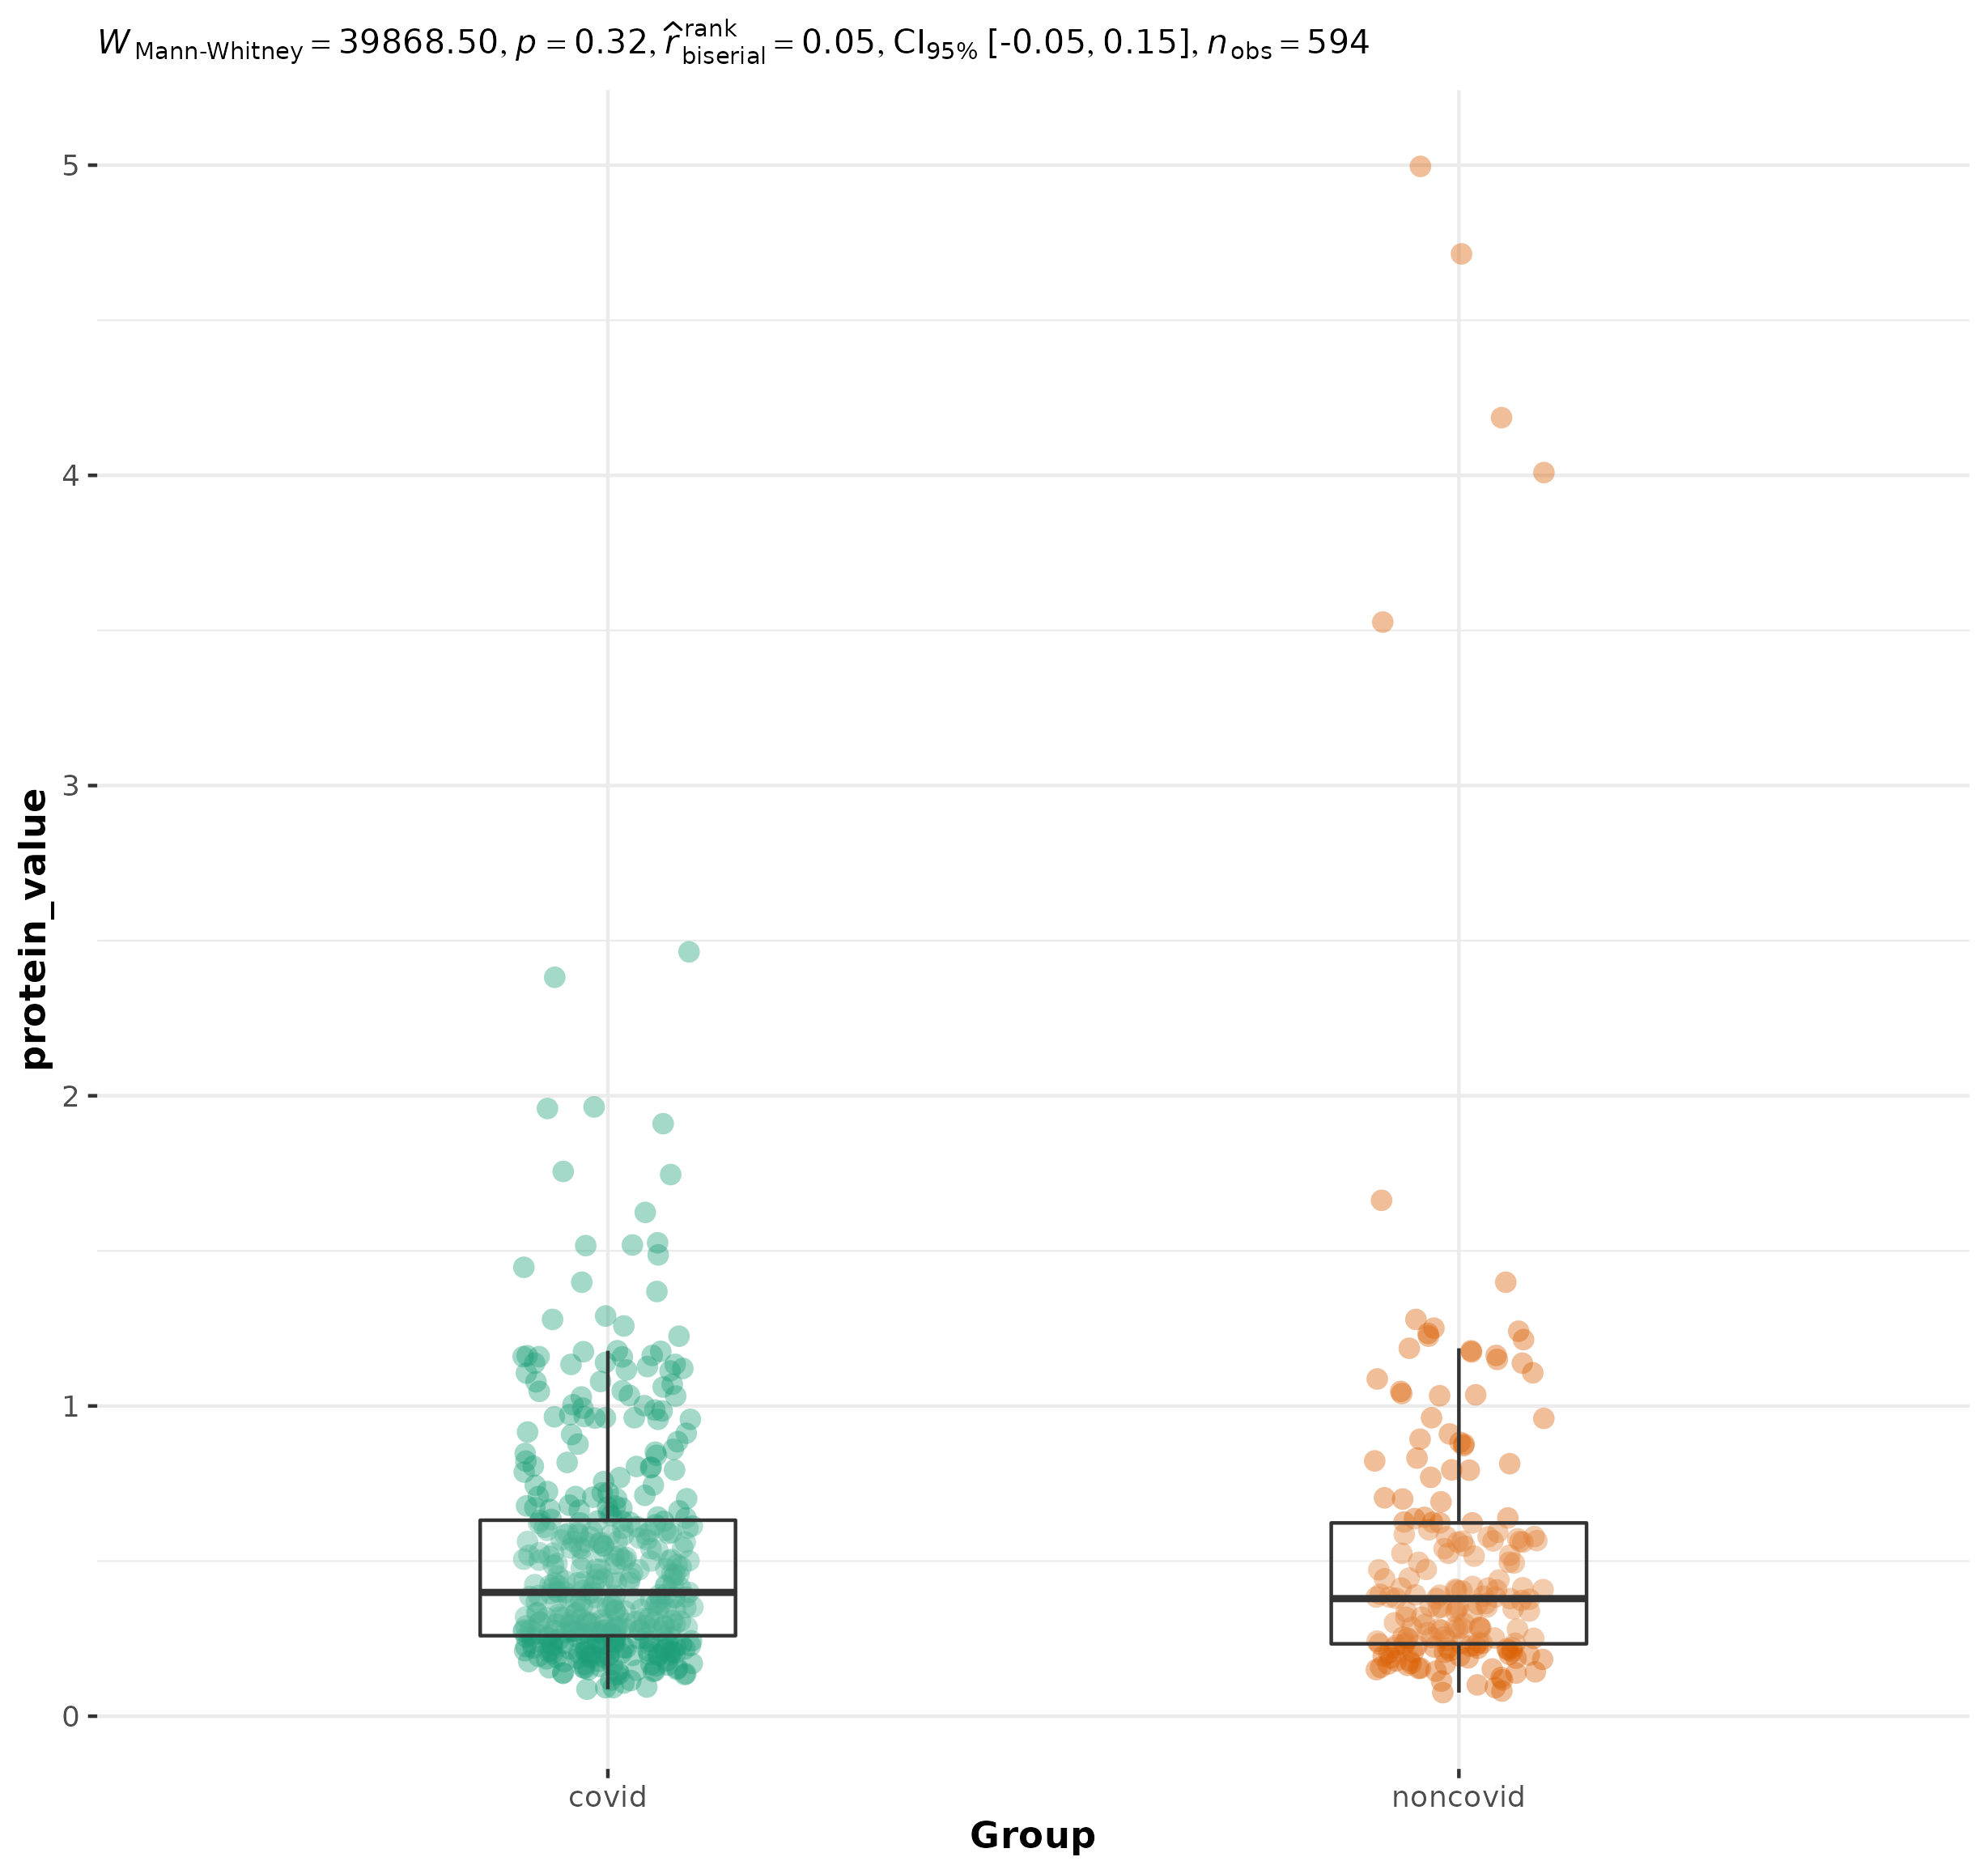 W Mann-Whitney = 39868.50, p = 0.32, r̂ rank biserial = 0.05, CI95% [-0.05, 0.15], nobs = 594
5
4
3
2
1
0
protein_value
covid noncovid
Group